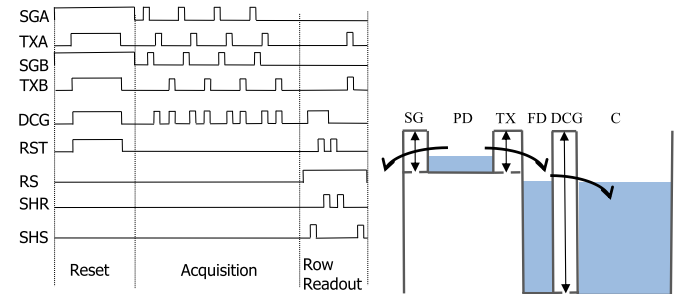 SGA
TXA
SGB
TXB
DCG
RST
RS
SHR
SHS
Reset
Acquisition
Row
Readout
SG PD TX FD DCG C